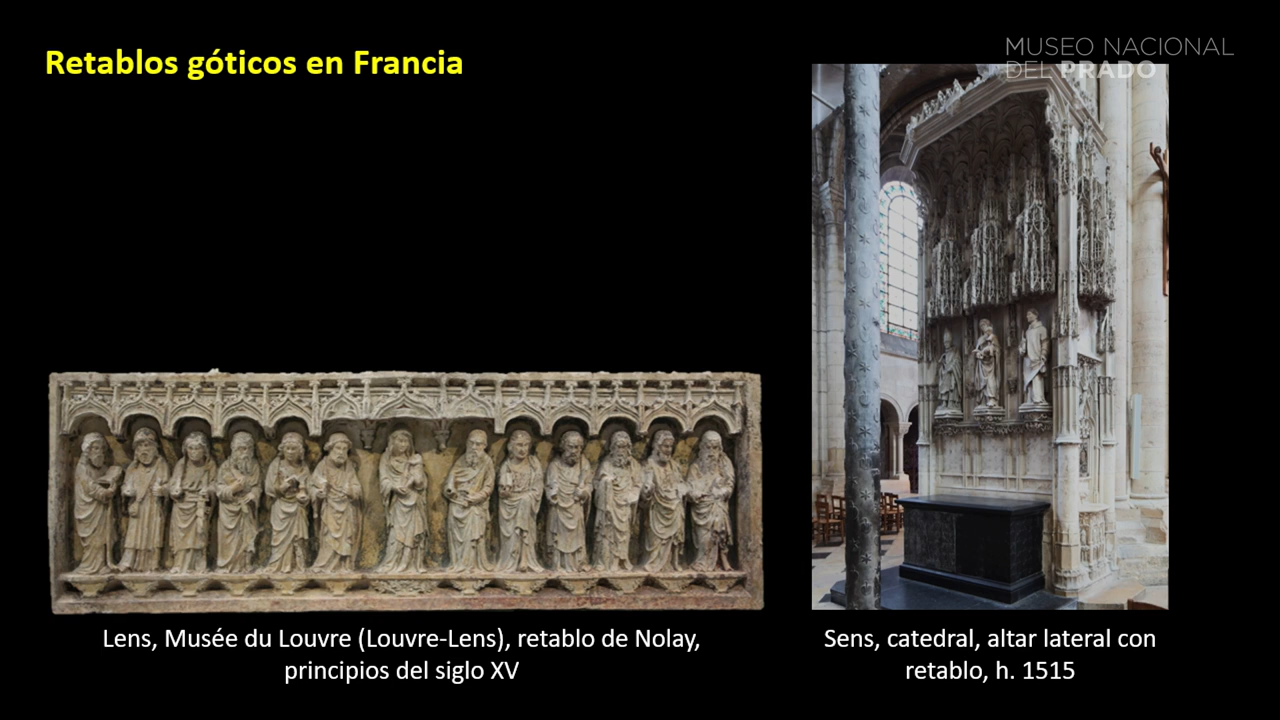 Retablos góticos en Francia
MUSEO NACIONAL
DEL PRADO
Lens, Musée du Louvre (Louvre-Lens), retablo de Nolay,
principios del siglo XV
Sens, catedral, altar lateral con
retablo, h. 1515